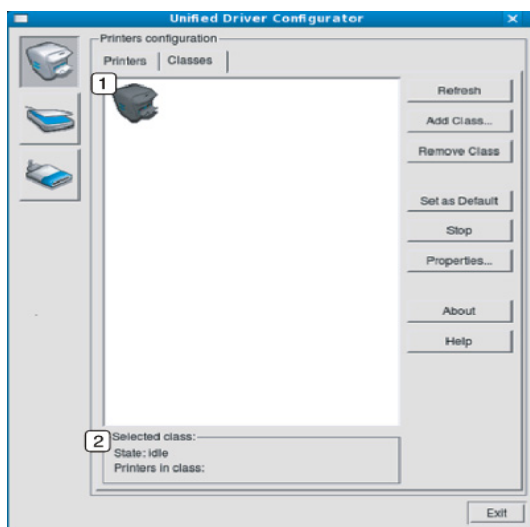 Unified Driver Configurator
Printers configuration
Printers Classes
1
Refresh
Add Class...
Remove Class
Set as Default
Stop
Properties...
About
Help
2 Selected class:
State: idle
Printers in class:
Exit